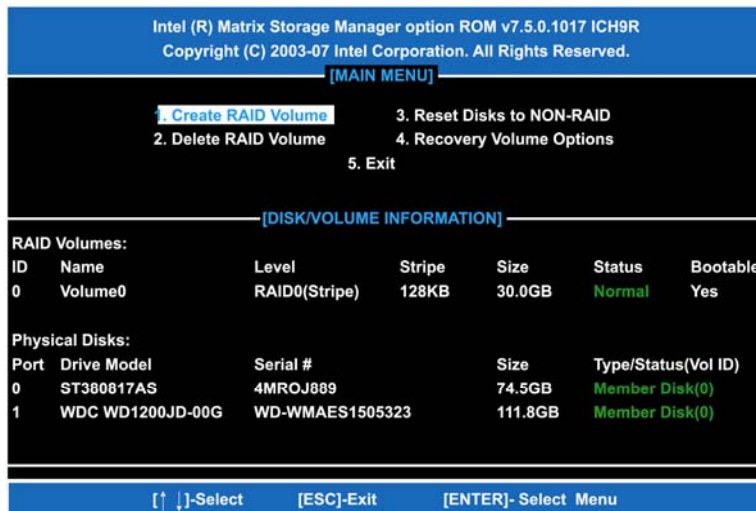 Intel (R) Matrix Storage Manager option ROM v7.5.0.1017 ICH9R
Copyright (C) 2003-07 Intel Corporation. All Rights Reserved.
[MAIN MENU]
1. Create RAID Volume 3. Reset Disks to NON-RAID
2. Delete RAID Volume 4. Recovery Volume Options
5. Exit
[DISK/VOLUME INFORMATION]
RAID Volumes:
ID Name Level Stripe Size Status Bootable
0 Volume0 RAID0(Stripe) 128KB 30.0GB Normal Yes
Physical Disks:
Port Drive Model Serial # Size Type/Status(Vol ID)
0 ST380817AS 4MROJ889 74.5GB Member Disk(0)
1 WDC WD1200JD-00G WD-WMAES1505323 111.8GB Member Disk(0)
[↑ ↓]-Select [ESC]-Exit [ENTER]- Select Menu